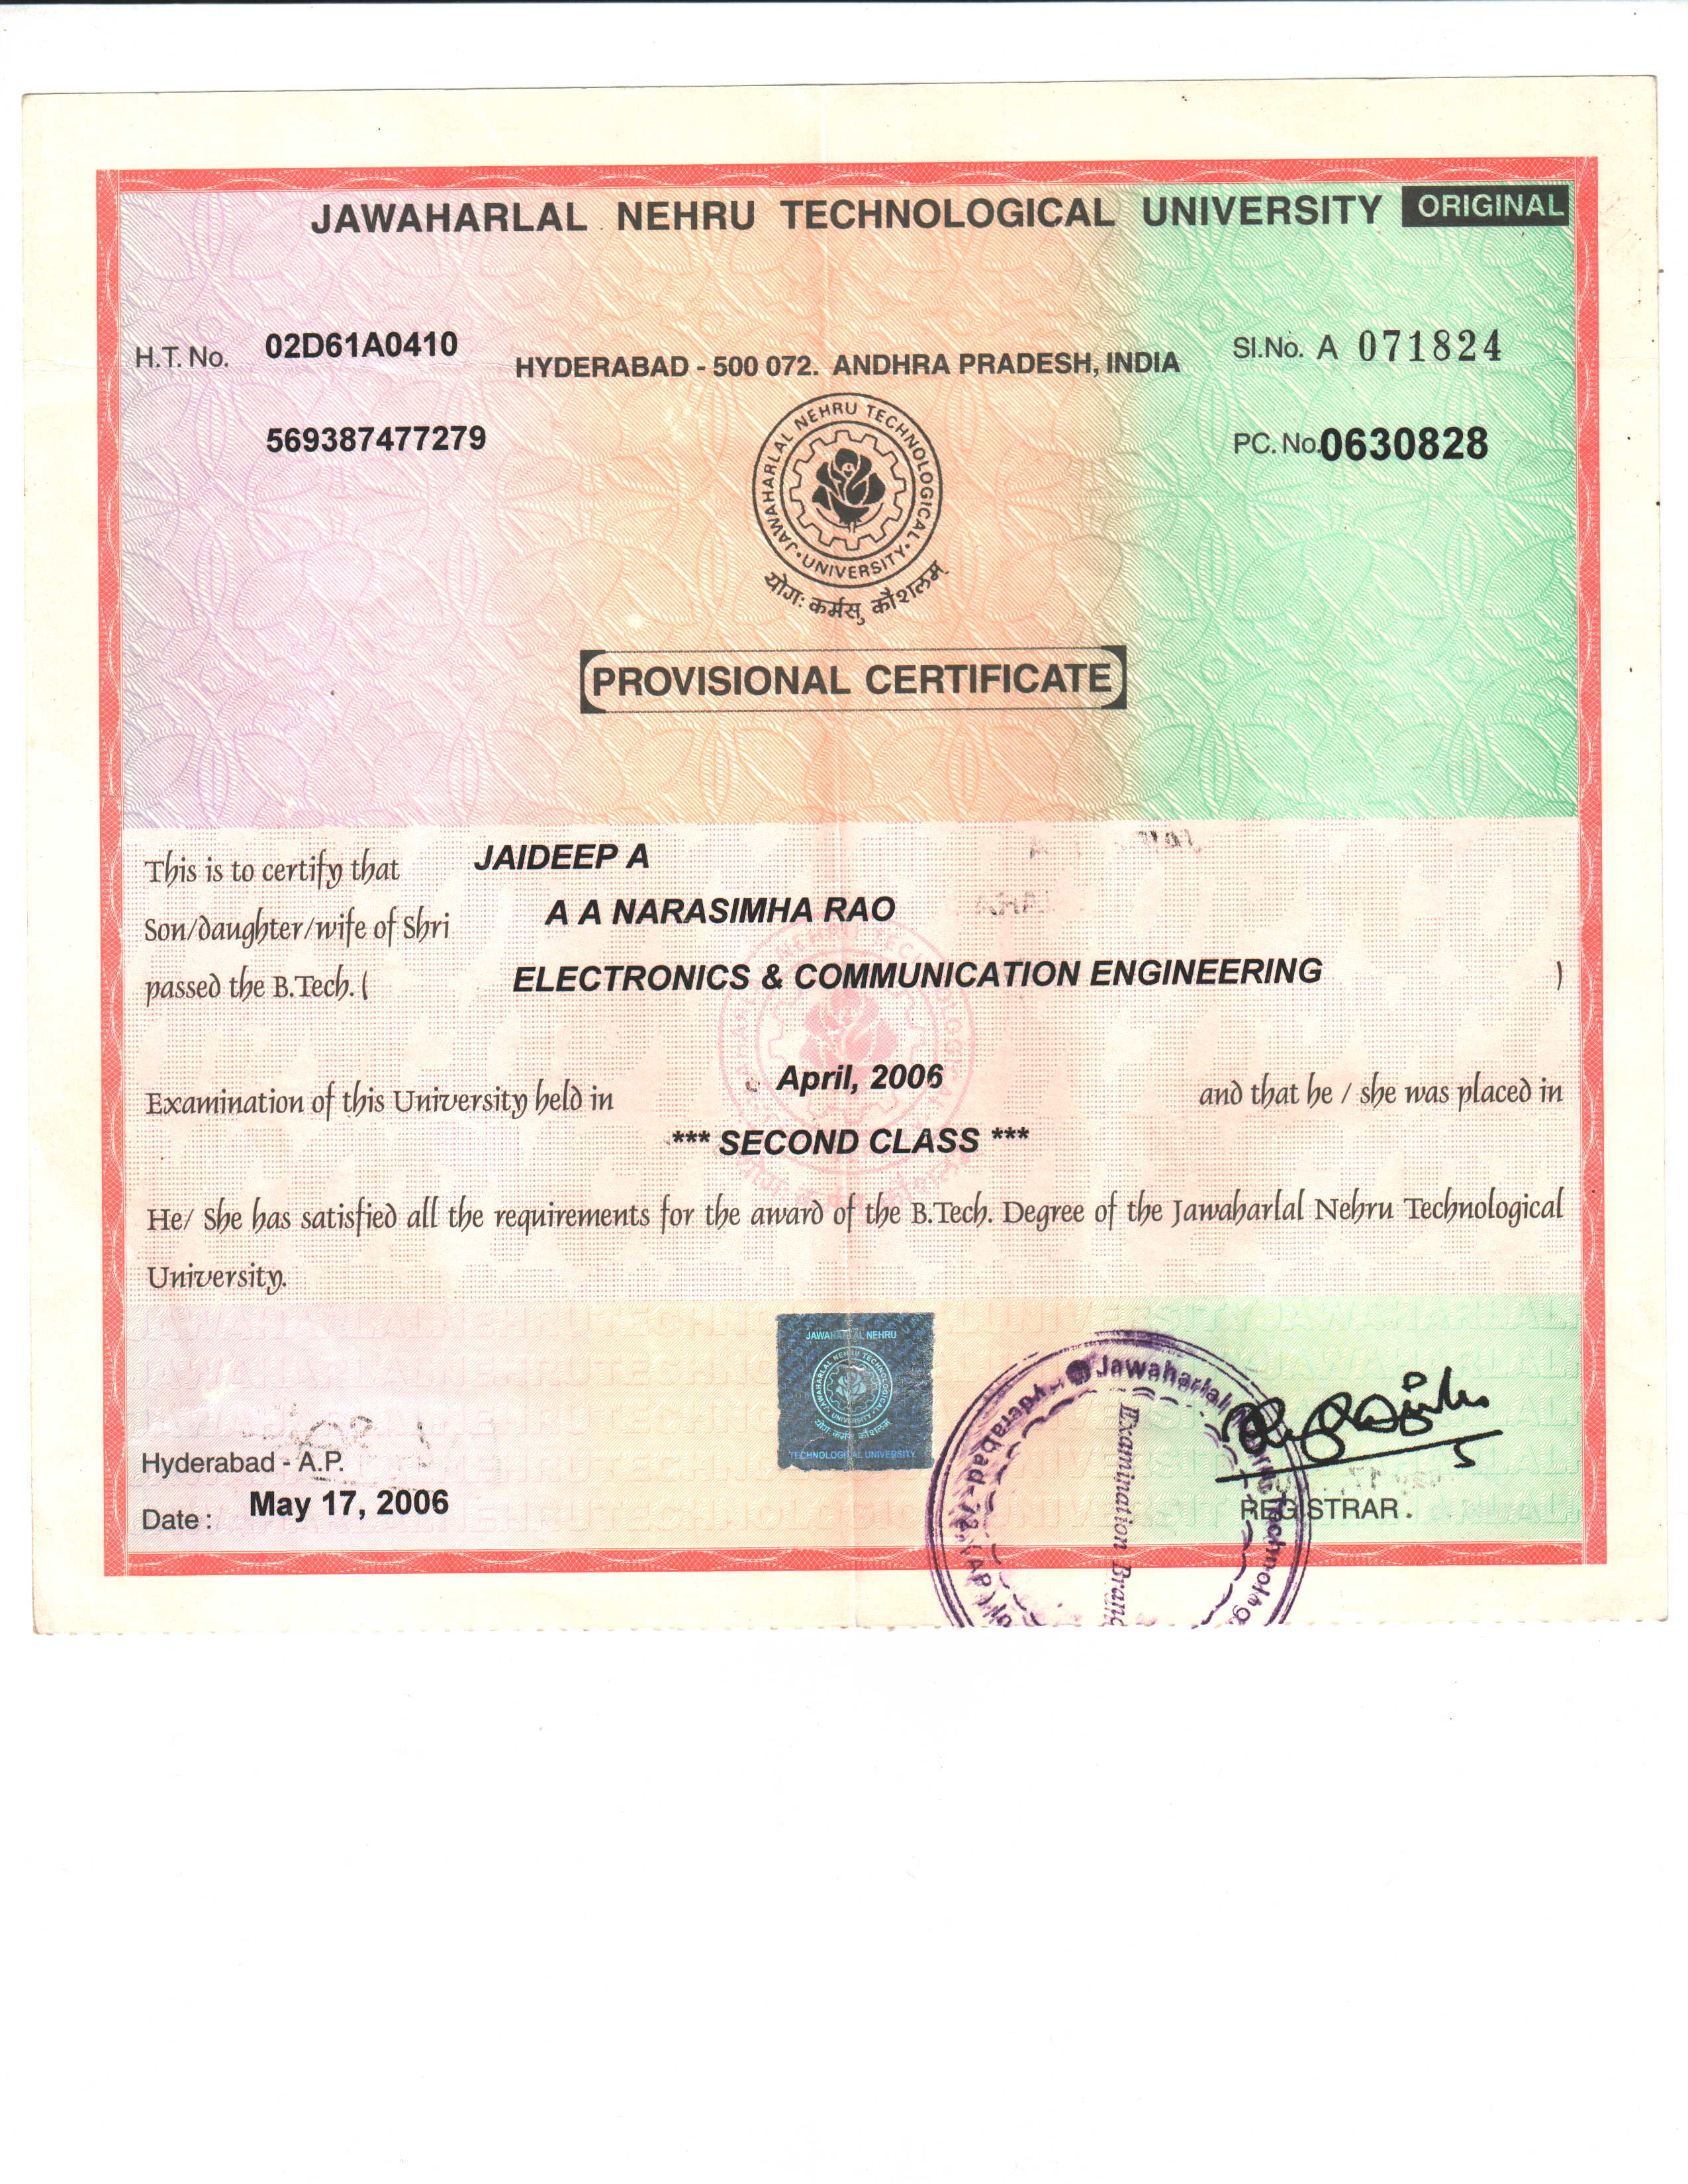 JAWAHARLAL NEHRU TECHNOLOGICAL UNIVERSITY ORIGINAL
H.T. No. 02D61A0410
HYDERABAD - 500 072. ANDHRA PRADESH, INDIA
Sl.No. A 071824
569387477279
PC. No. 0630828
JAWAHARLAL NEHRU TECHNOLOGICAL UNIVERSITY
योगः कर्मसु कौशलम्
PROVISIONAL CERTIFICATE
This is to certify that JAIDEEP A
Son/daughter/wife of Shri A A NARASIMHA RAO
passed the B.Tech. ( ELECTRONICS & COMMUNICATION ENGINEERING )
Examination of this University held in April, 2006 and that he / she was placed in
*** SECOND CLASS ***
He/ She has satisfied all the requirements for the award of the B.Tech. Degree of the Jawaharlal Nehru Technological
University.
JAWAHARLAL NEHRU
JAWAHARLAL NEHRU TECHNOLOGICAL UNIVERSITY
योगः कर्मसु कौशलम्
TECHNOLOGICAL UNIVERSITY
Jawaharlal
Examination
Hyderabad - A.P.
Date : May 17, 2006
REGISTRAR .